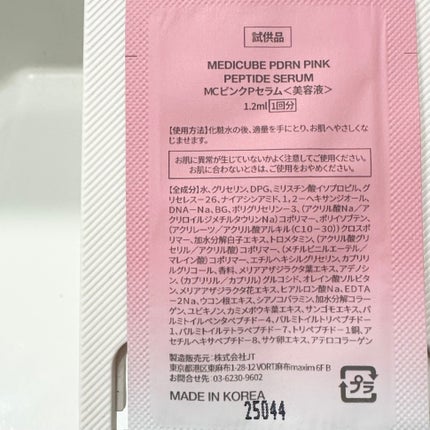 試供品
MEDICUBE PDRN PINK
PEPTIDE SERUM
MCピンクPセラム＜美容液＞
1.2ml 1回分
【使用方法】化粧水の後、適量を手にとり、お肌へやさしくな
じませます。
お肌に異常が生じていないかよく注意してご使用ください。
お肌に合わないときは、ご使用をおやめください。
【全成分】水、グリセリン、DPG、ミリスチン酸イソプロピル、グ
リセレス－26、ナイアシンアミド、1,2－ヘキサンジオール、
DNA－Na、BG、ポリグリセリン－3、(アクリル酸Na／アク
リロイルジメチルタウリンNa)コポリマー、ポリイソブテン、
(アクリレーツ／アクリル酸アルキル(C10－30))クロスポ
リマー、加水分解白子エキス、トロメタミン、(アクリル酸グリ
セリル／アクリル酸)コポリマー、(メチルビニルエーテル／
マレイン酸)コポリマー、エチルヘキシルグリセリン、カプリリ
ルグリコール、香料、メリアアザジラクタ葉エキス、アデノシ
ン、(カプリリル／カプリル)グルコシド、オレイン酸ソルビタ
ン、メリアアザジラクタ花エキス、ヒアルロン酸Na、EDTA
－2Na、ウコン根エキス、シアノコバラミン、加水分解コラー
ゲン、ユビキノン、カミメボウキ葉エキス、サンゴモエキス、パ
ルミトイルペンタペプチド－4、パルミトイルトリペプチド－
1、パルミトイルテトラペプチド－7、トリペプチド－1銅、ア
セチルヘキサペプチド－8、サケ卵エキス、アテロコラーゲン
製造販売元：株式会社JT
東京都港区東麻布1-28-12 VORT麻布maxim 6F B
お問合せ先 03-6230-9602
MADE IN KOREA
プラ
25044